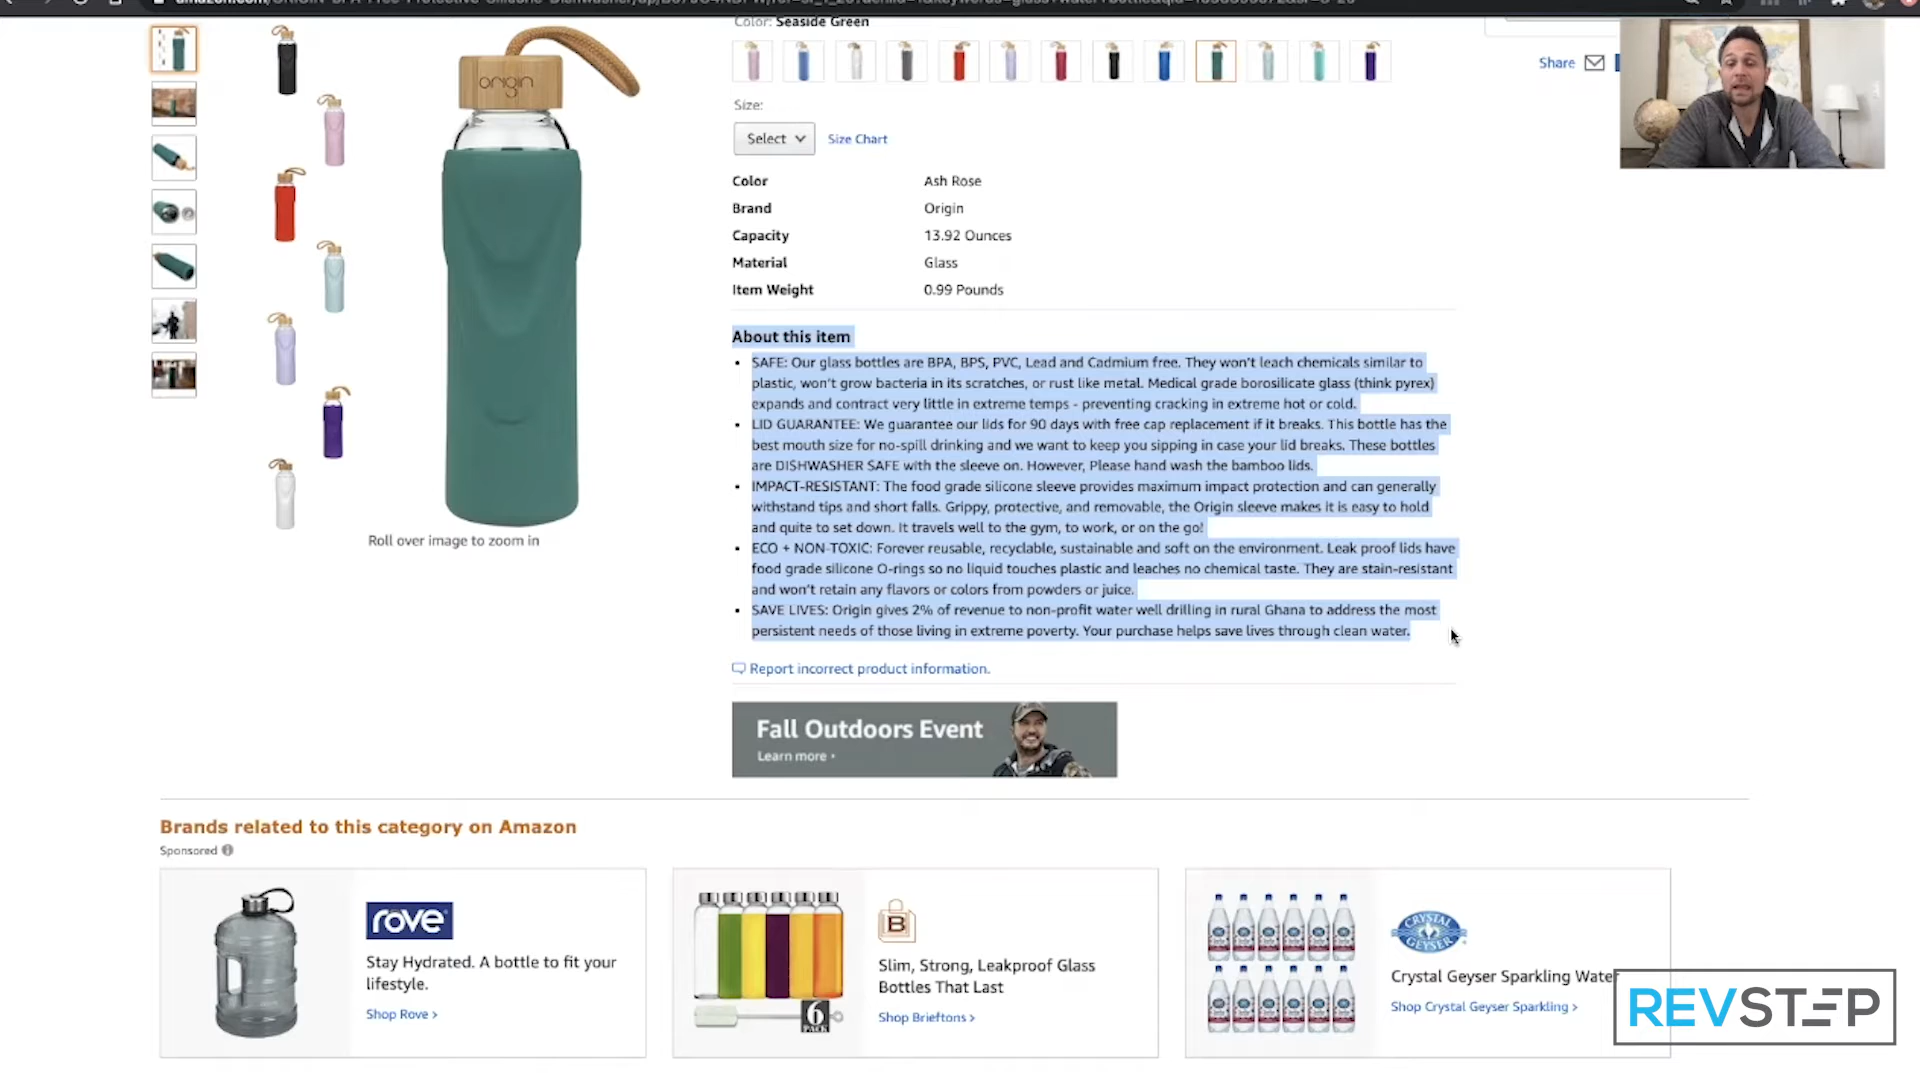 Color: Seaside Green
Share
origin
Size:
Select
Size Chart
Color Ash Rose
Brand Origin
Capacity 13.92 Ounces
Material Glass
Item Weight 0.99 Pounds
About this item
• SAFE: Our glass bottles are BPA, BPS, PVC, Lead and Cadmium free. They won't leach chemicals similar to
plastic, won't grow bacteria in its scratches, or rust like metal. Medical grade borosilicate glass (think pyrex)
expands and contract very little in extreme temps - preventing cracking in extreme hot or cold.
• LID GUARANTEE: We guarantee our lids for 90 days with free cap replacement if it breaks. This bottle has the
best mouth size for no-spill drinking and we want to keep you sipping in case your lid breaks. These bottles
are DISHWASHER SAFE with the sleeve on. However, Please hand wash the bamboo lids.
• IMPACT-RESISTANT: The food grade silicone sleeve provides maximum impact protection and can generally
withstand tips and short falls. Grippy, protective, and removable, the Origin sleeve makes it is easy to hold
and quite to set down. It travels well to the gym, to work, or on the go!
• ECO + NON-TOXIC: Forever reusable, recyclable, sustainable and soft on the environment. Leak proof lids have
food grade silicone O-rings so no liquid touches plastic and leaches no chemical taste. They are stain-resistant
and won't retain any flavors or colors from powders or juice.
• SAVE LIVES: Origin gives 2% of revenue to non-profit water well drilling in rural Ghana to address the most
persistent needs of those living in extreme poverty. Your purchase helps save lives through clean water.
Roll over image to zoom in
Report incorrect product information.
Fall Outdoors Event
Learn more ›
Brands related to this category on Amazon
Sponsored
rove
Stay Hydrated. A bottle to fit your
lifestyle.
Shop Rove ›
6
PACK
B
Slim, Strong, Leakproof Glass
Bottles That Last
Shop Brieftons ›
CRYSTAL
GEYSER
Crystal Geyser Sparkling Water
Shop Crystal Geyser Sparkling ›
REVSTEP